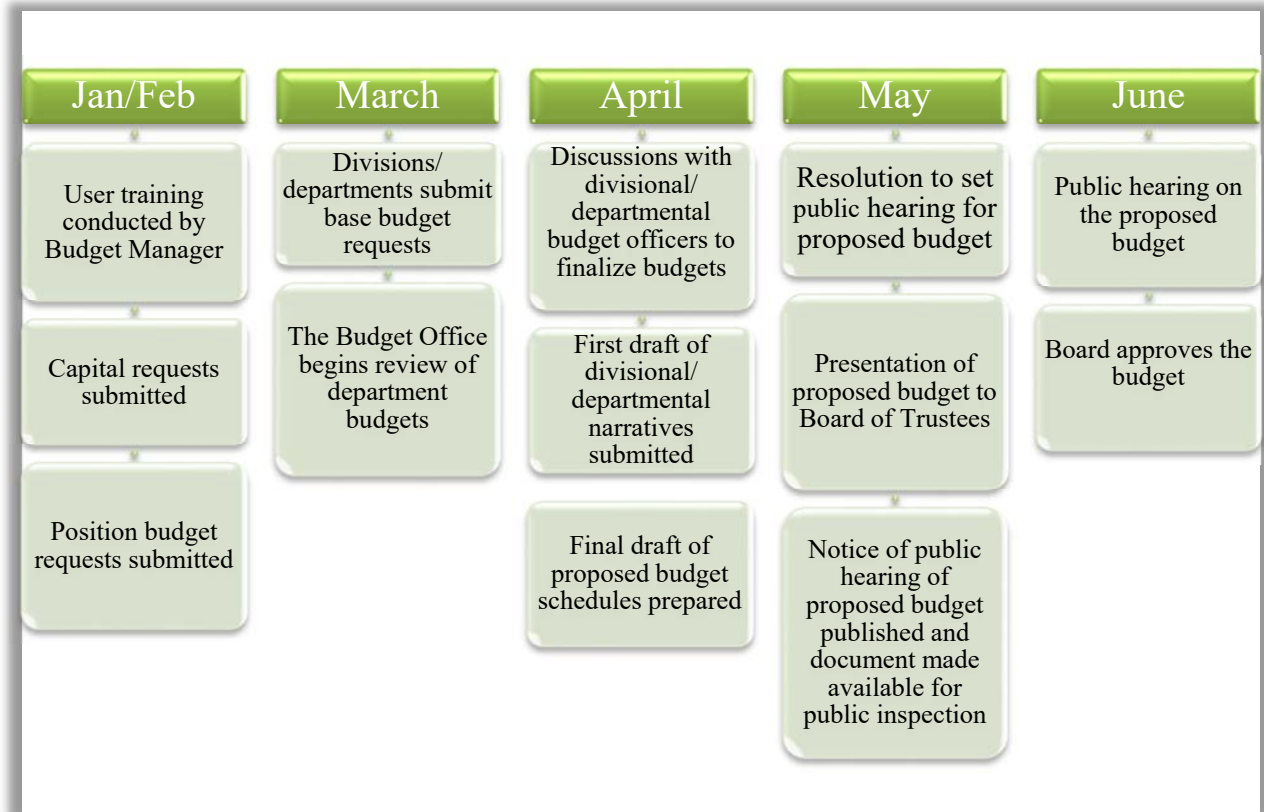 Jan/Feb
User training
conducted by
Budget Manager
Capital requests
submitted
Position budget
requests submitted
March
Divisions/
departments submit
base budget
requests
The Budget Office
begins review of
department
budgets
April
Discussions with
divisional/
departmental
budget officers to
finalize budgets
First draft of
divisional/
departmental
narratives
submitted
Final draft of
proposed budget
schedules prepared
May
Resolution to set
public hearing for
proposed budget
Presentation of
proposed budget to
Board of Trustees
Notice of public
hearing of
proposed budget
published and
document made
available for
public inspection
June
Public hearing on
the proposed
budget
Board approves the
budget